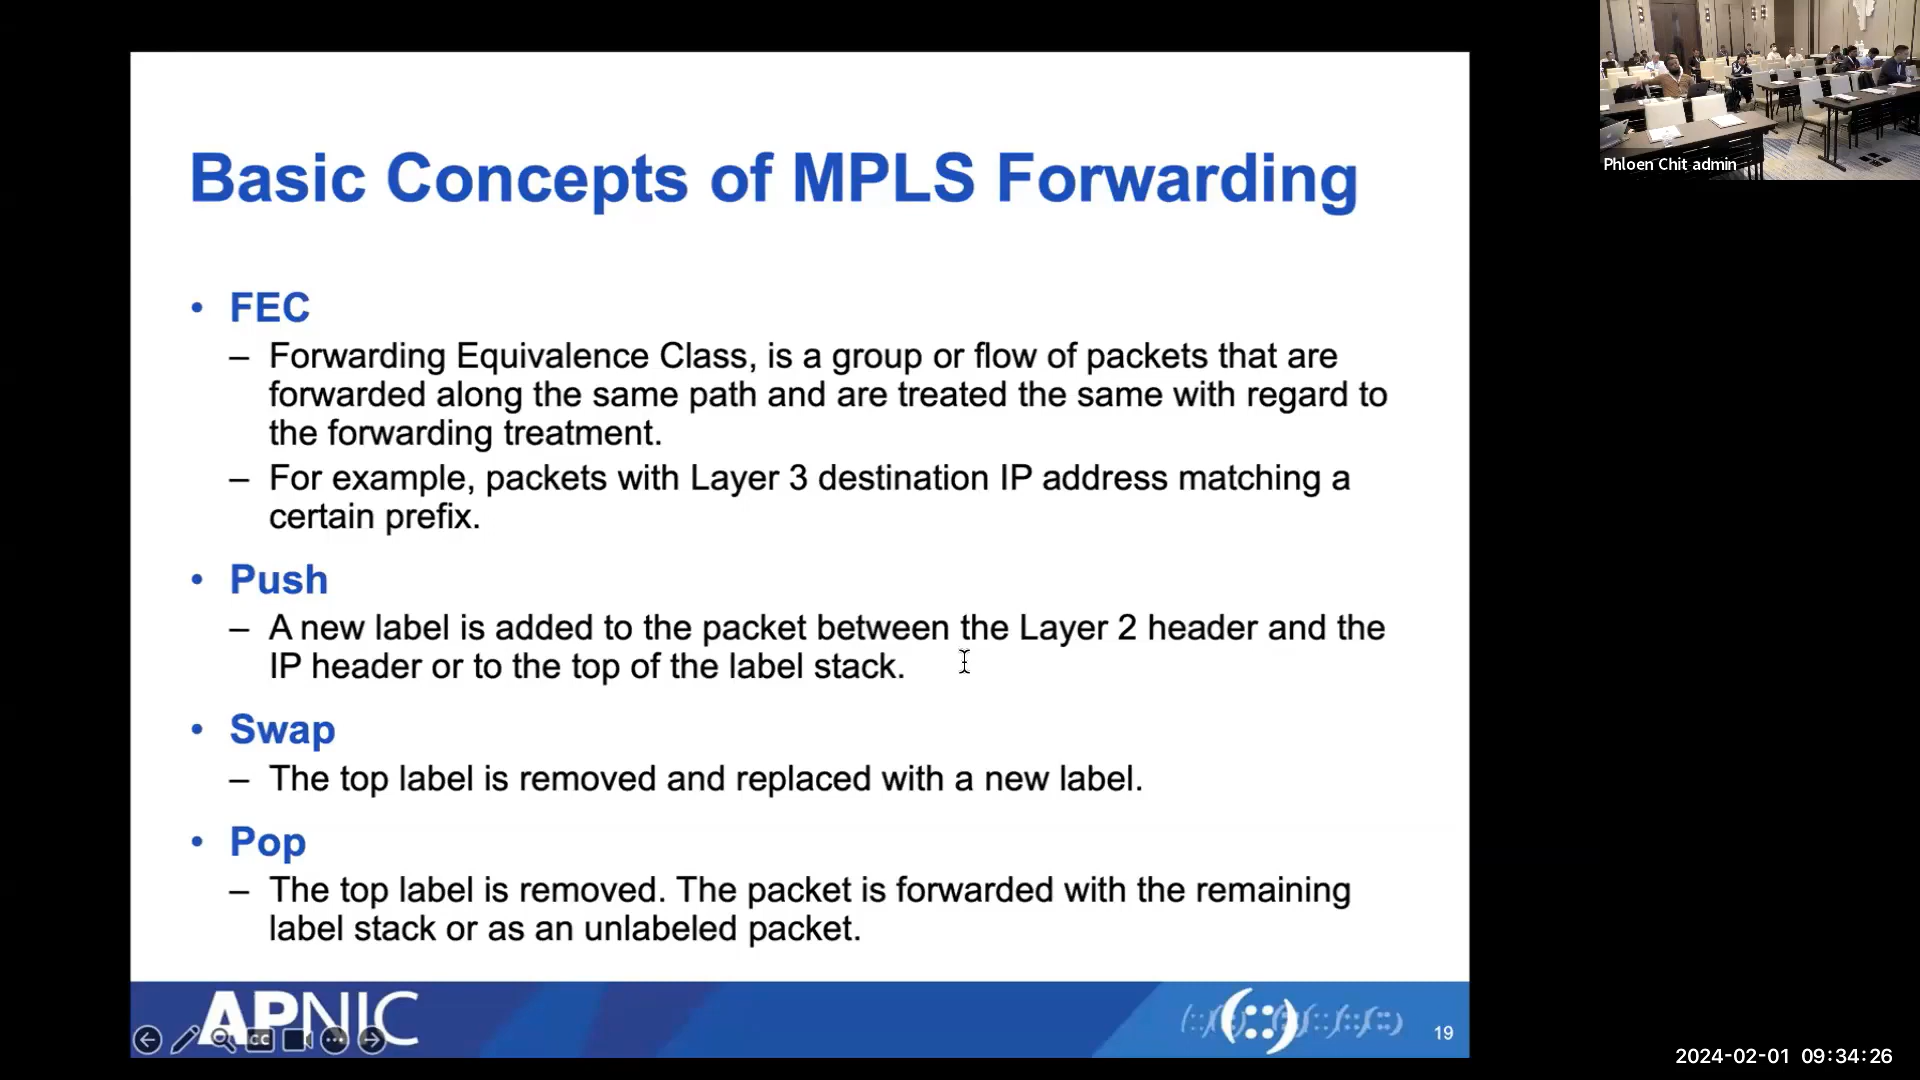 Basic Concepts of MPLS Forwarding
• FEC
– Forwarding Equivalence Class, is a group or flow of packets that are
forwarded along the same path and are treated the same with regard to
the forwarding treatment.
– For example, packets with Layer 3 destination IP address matching a
certain prefix.
• Push
– A new label is added to the packet between the Layer 2 header and the
IP header or to the top of the label stack.
• Swap
– The top label is removed and replaced with a new label.
• Pop
– The top label is removed. The packet is forwarded with the remaining
label stack or as an unlabeled packet.
APNIC
CC
19
Phloen Chit admin
2024-02-01 09:34:26